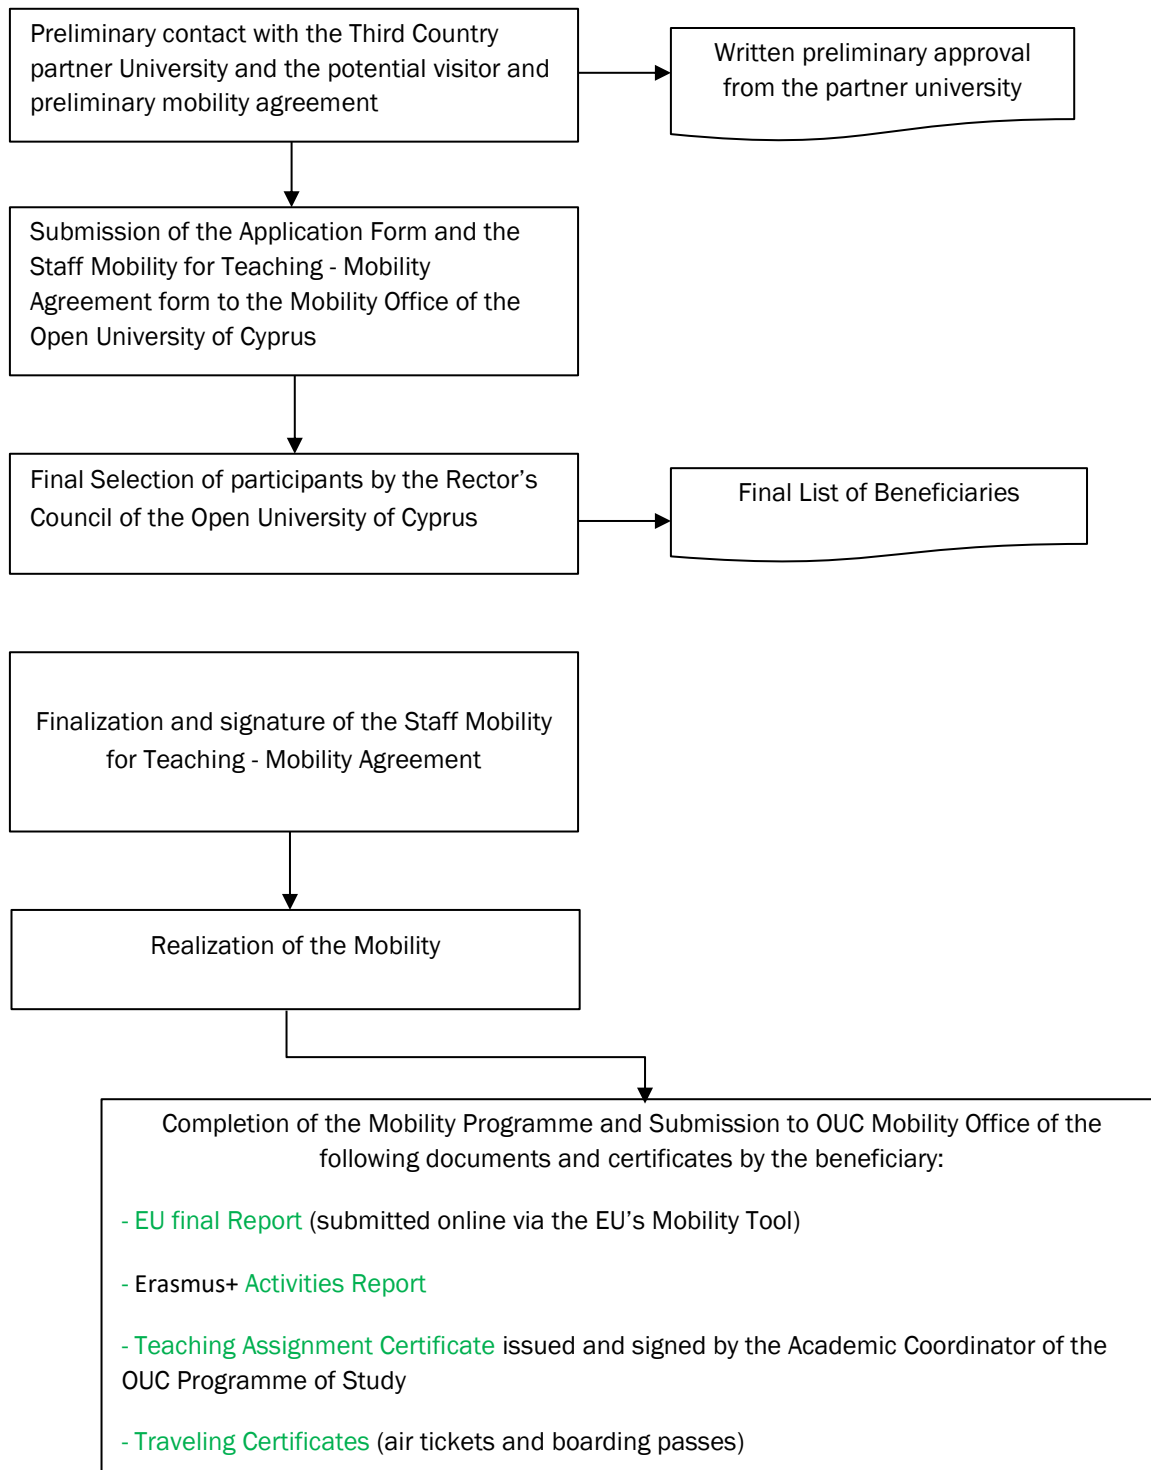 Preliminary contact with the Third Country
partner University and the potential visitor and
preliminary mobility agreement
Written preliminary approval
from the partner university
Submission of the Application Form and the
Staff Mobility for Teaching - Mobility
Agreement form to the Mobility Office of the
Open University of Cyprus
Final Selection of participants by the Rector’s
Council of the Open University of Cyprus
Final List of Beneficiaries
Finalization and signature of the Staff Mobility
for Teaching - Mobility Agreement
Realization of the Mobility
Completion of the Mobility Programme and Submission to OUC Mobility Office of the
following documents and certificates by the beneficiary:
- EU final Report (submitted online via the EU’s Mobility Tool)
- Erasmus+ Activities Report
- Teaching Assignment Certificate issued and signed by the Academic Coordinator of the
OUC Programme of Study
- Traveling Certificates (air tickets and boarding passes)